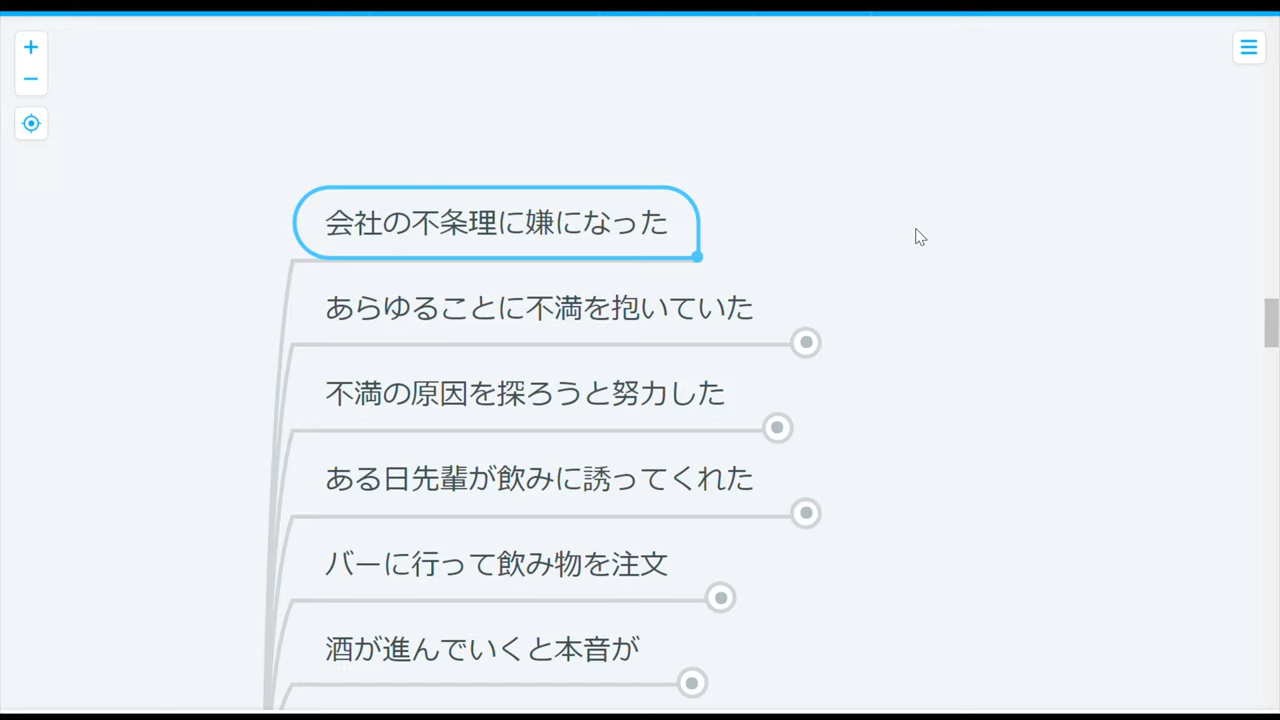 会社の不条理に嫌になった
あらゆることに不満を抱いていた
不満の原因を探ろうと努力した
ある日先輩が飲みに誘ってくれた
バーに行って飲み物を注文
酒が進んでいくと本音が